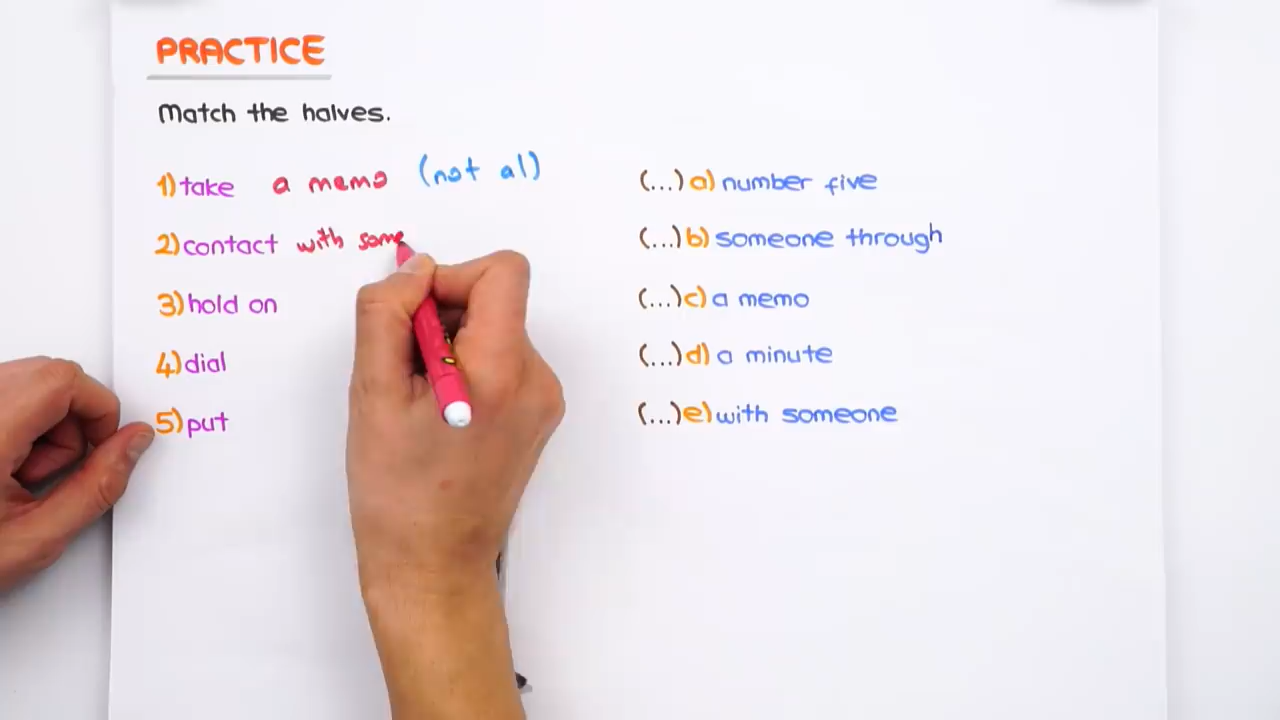 PRACTICE
Match the halves.
1) take a memo (not al)
2) contact with some
3) hold on
4) dial
5) put
(...) a) number five
(...) b) someone through
(...) c) a memo
(...) d) a minute
(...) e) with someone